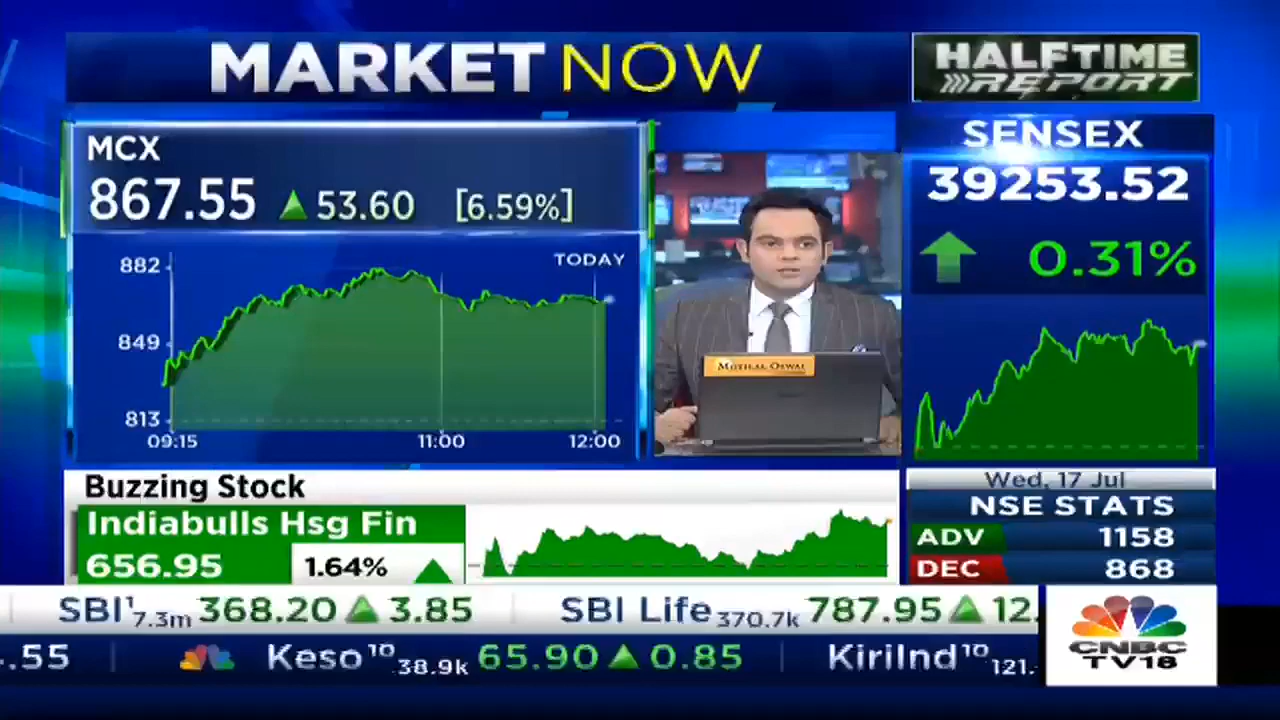 MARKET NOW
HALFTIME
REPORT
MCX
867.55 ▲ 53.60 [6.59%]
TODAY
882
849
813
09:15 11:00 12:00
MOTILAL OSWAL
SENSEX
39253.52
0.31%
Wed, 17 Jul
NSE STATS
ADV 1158
DEC 868
Buzzing Stock
Indiabulls Hsg Fin
656.95 1.64% ▲
SBI 7.3m 368.20 ▲ 3.85 SBI Life 370.7k 787.95 ▲ 12.
.55 Keso 10 38.9k 65.90 ▲ 0.85 KiriInd 10 121.
CNBC
TV18